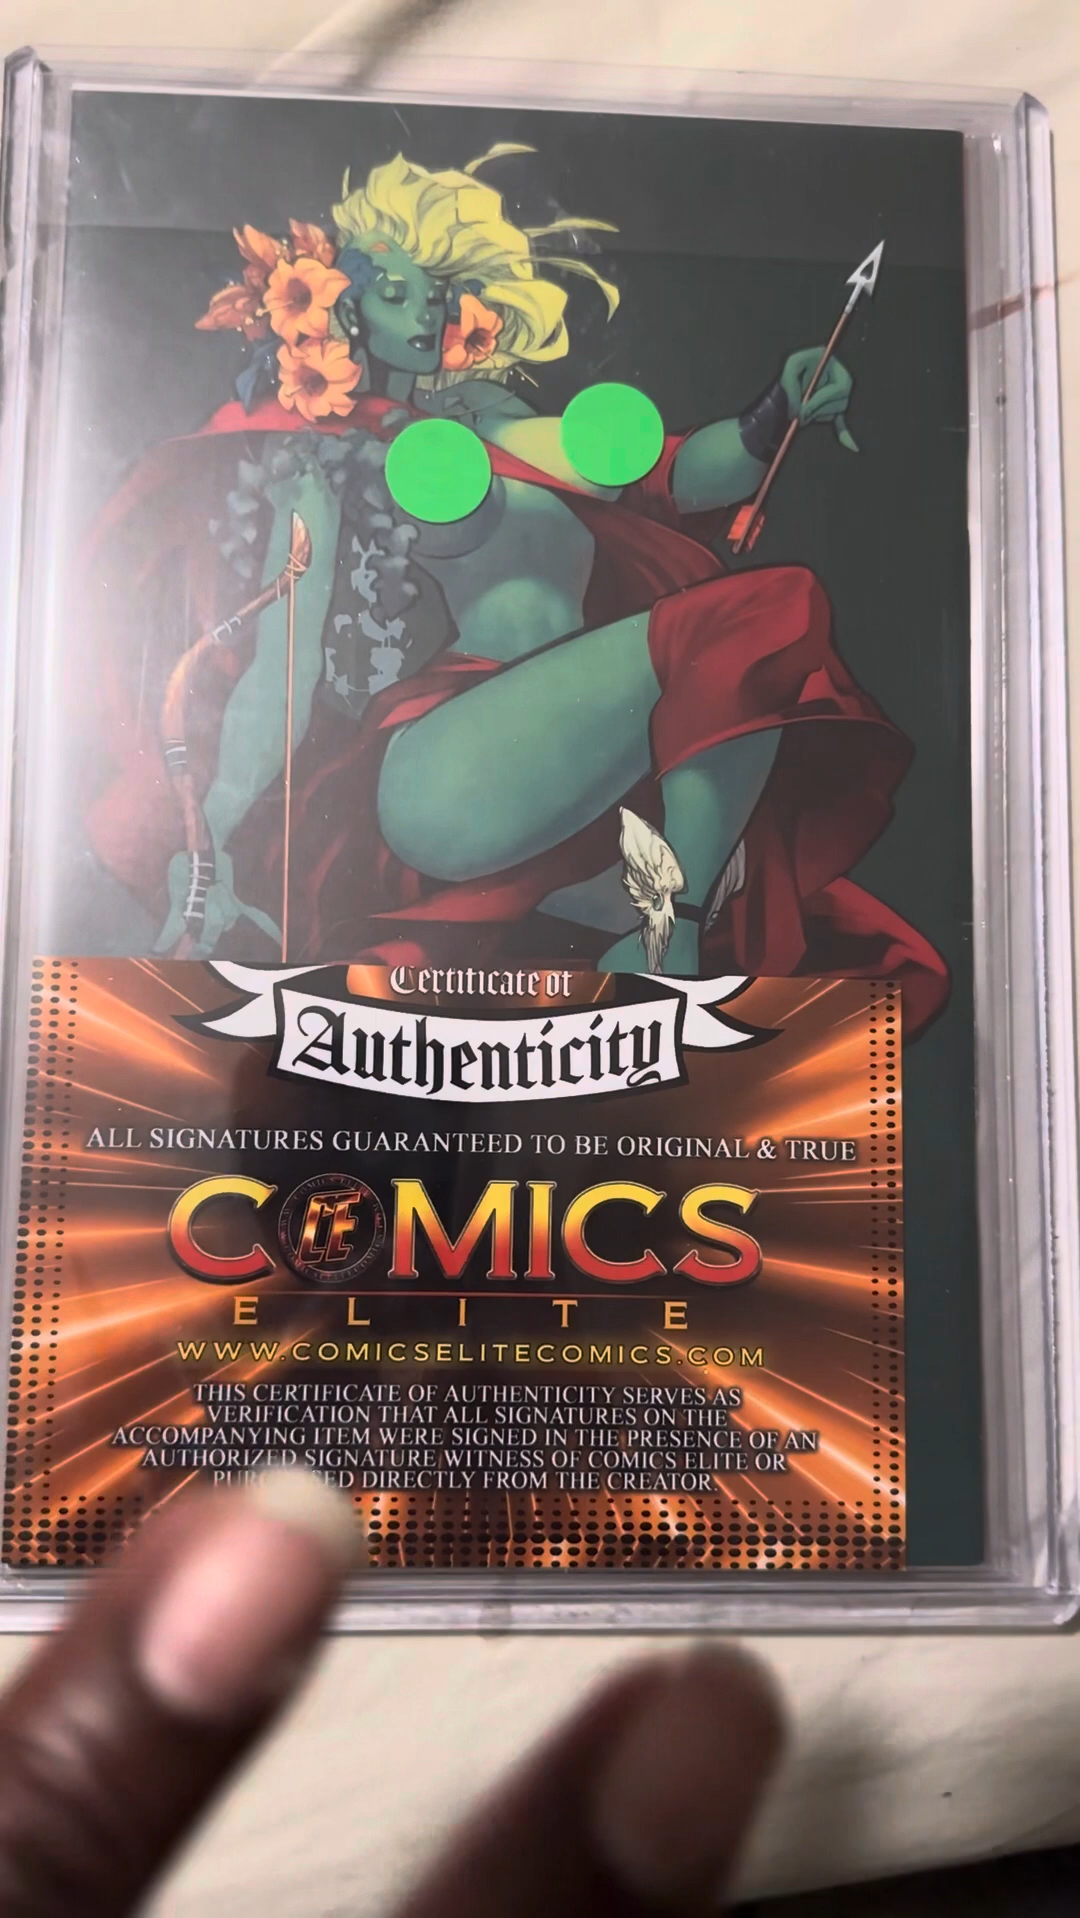 Certificate of
Authenticity
ALL SIGNATURES GUARANTEED TO BE ORIGINAL & TRUE
COMICS
CE
ELITE
WWW.COMICSELITECOMICS.COM
THIS CERTIFICATE OF AUTHENTICITY SERVES AS
VERIFICATION THAT ALL SIGNATURES ON THE
ACCOMPANYING ITEM WERE SIGNED IN THE PRESENCE OF AN
AUTHORIZED SIGNATURE WITNESS OF COMICS ELITE OR
DIRECTLY FROM THE CREATOR.